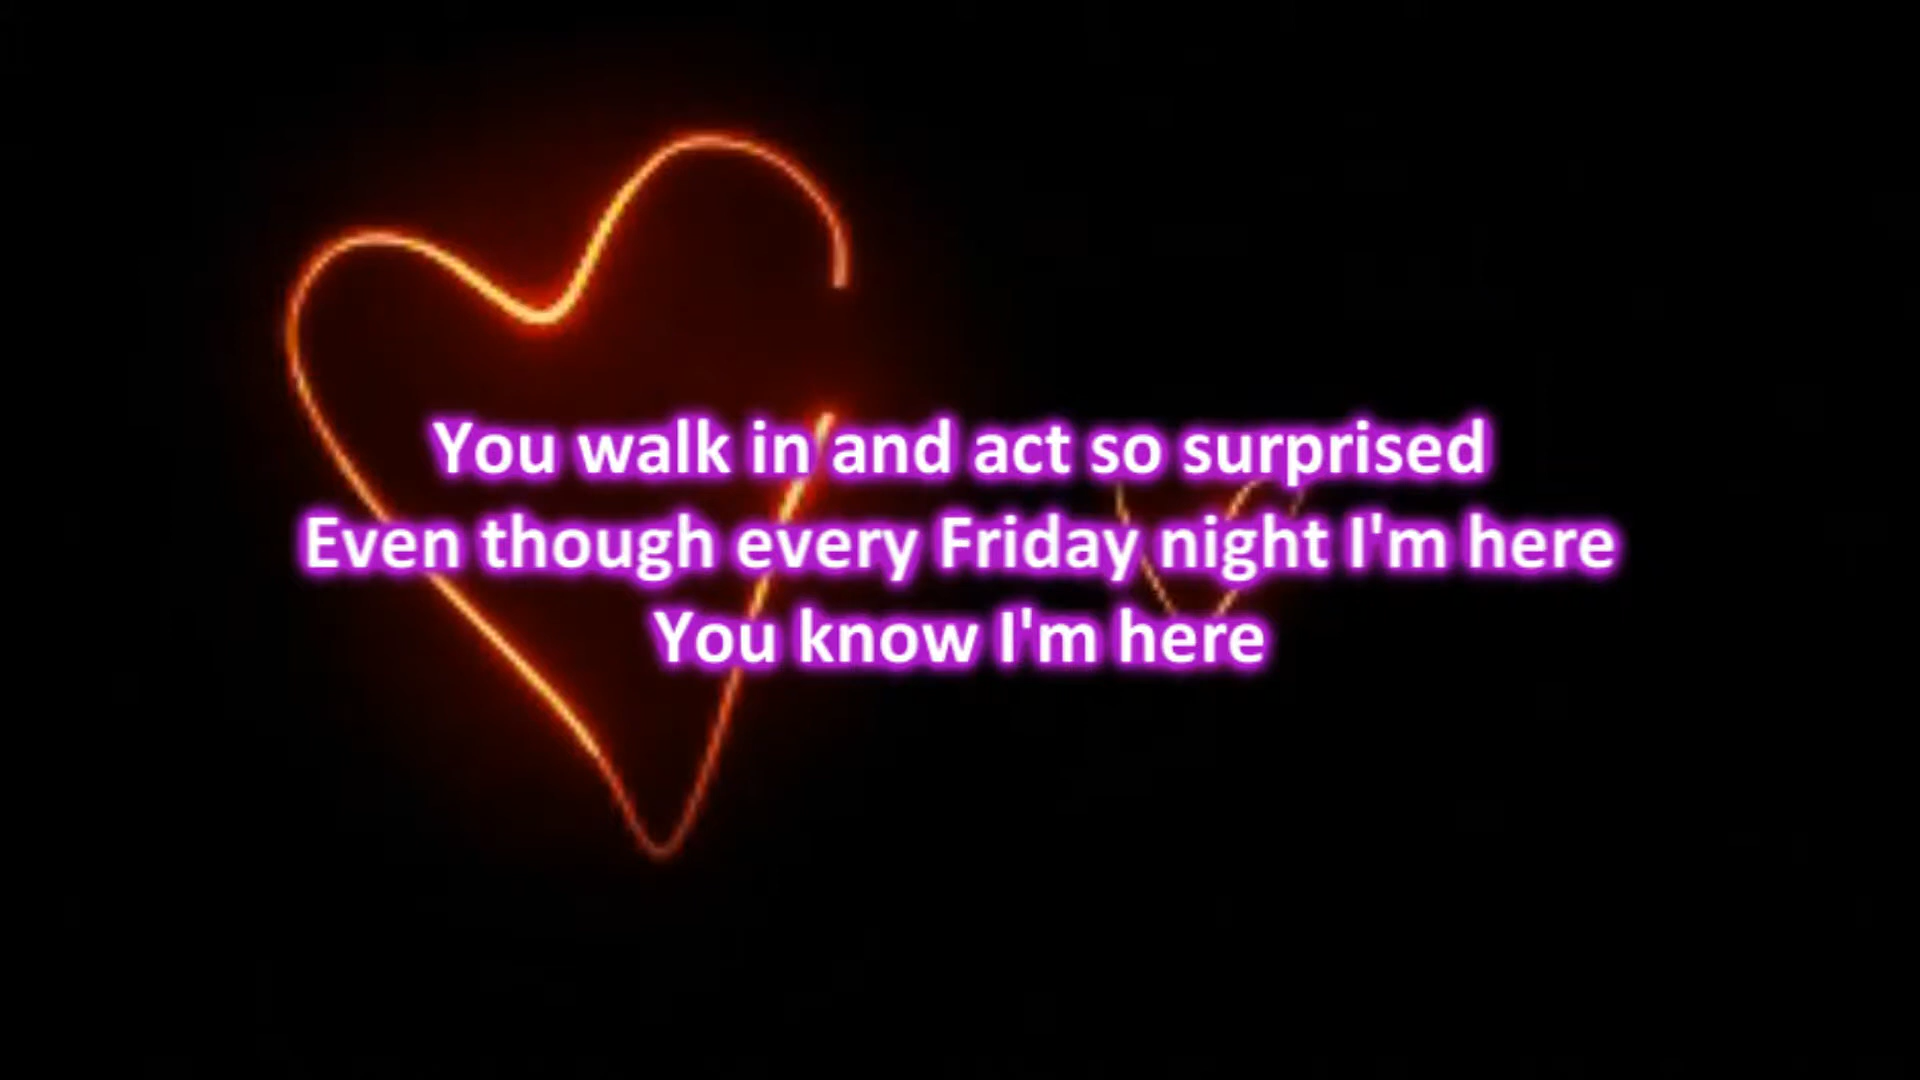 You walk in and act so surprised
Even though every Friday night I'm here
You know I'm here